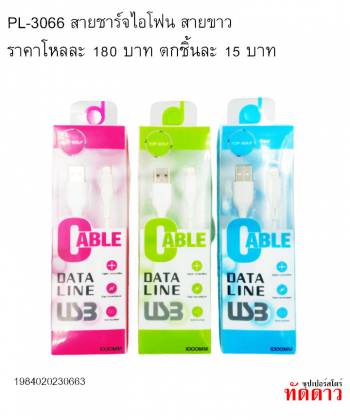 PL-3066 สายชาร์จไอโฟน สายขาว
ราคาโหลละ 180 บาท ตกชิ้นละ 15 บาท
CABLE
DATA
LINE
USB
1000MM
CABLE
DATA
LINE
USB
1000MM
CABLE
DATA
LINE
USB
1000MM
1984020230663
ซุปเปอร์สโตร์
ทัดดาว